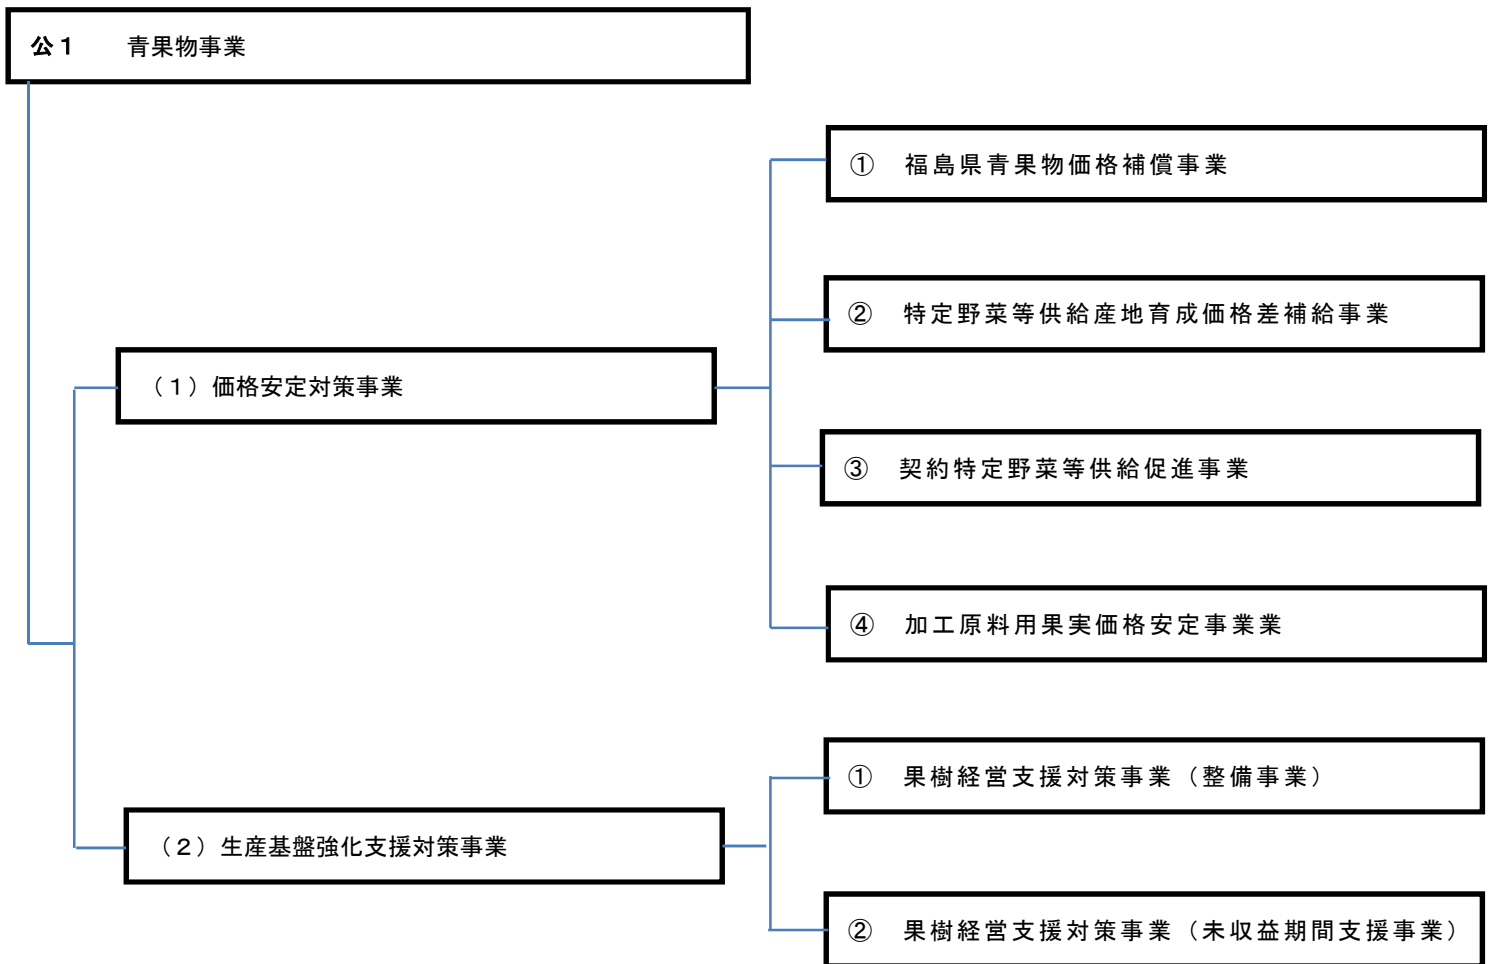 公１　青果物事業
（１）価格安定対策事業
①　福島県青果物価格補償事業
②　特定野菜等供給産地育成価格差補給事業
③　契約特定野菜等供給促進事業
④　加工原料用果実価格安定事業業
（２）生産基盤強化支援対策事業
①　果樹経営支援対策事業（整備事業）
②　果樹経営支援対策事業（未収益期間支援事業）